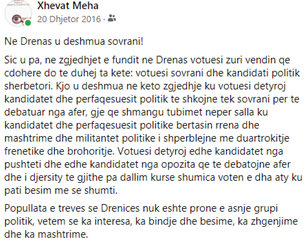 Xhevat Meha
20 Dhjetor 2016 ·
Ne Drenas u deshmua sovrani!
Sic u pa, ne zgjedhjet e fundit ne Drenas votuesi zuri vendin qe
cdohere do te duhej ta kete: votuesi sovrani dhe kandidati politik
sherbetori. Kjo u deshmua ne keto zgjedhje ku votuesi detyroj
kandidatet dhe perfaqesuesit politik te shkojne tek sovrani per te
debatuar nga afer, gje qe shmangu tubimet neper salla ku
kandidatet dhe perfaqesuesit politike bertasin rrena dhe
mashtrime dhe militantet politike i shperblejne me duartrokitje
frenetike dhe brohoritje. Votuesi detyroj edhe kandidatet nga
pushteti dhe edhe kandidatet nga opozita qe te debatojne afer
dhe i djersity te gjithe pa dallim kurse shumica voten e dha aty ku
pati besim me se shumti.
Popullata e treves se Drenices nuk eshte prone e asnje grupi
politik, vetem se ka interesa, ka bindje dhe besime, ka zhgenjime
dhe ka mashtrime.